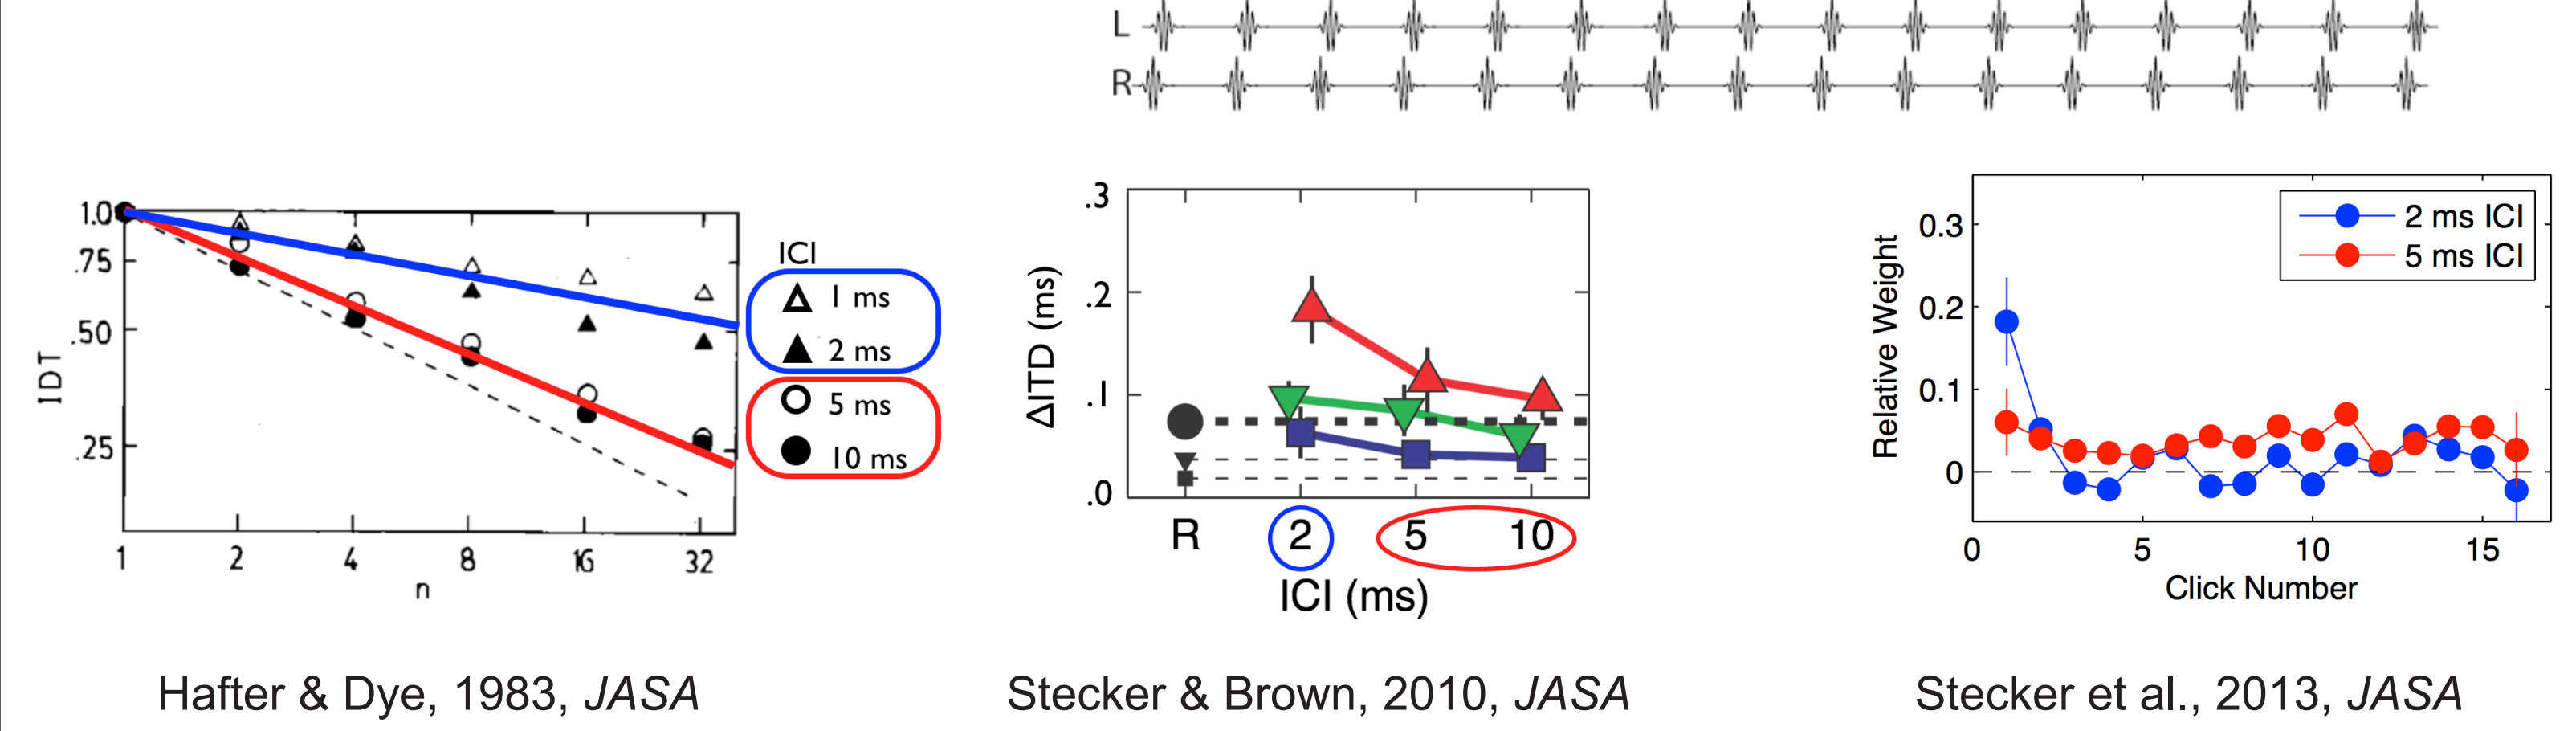 L
R
1.0
.75
.50
.25
IDT
1 2 4 8 16 32
n
ICI
1 ms
2 ms
5 ms
10 ms
Hafter & Dye, 1983, JASA
.3
.2
.1
.0
ΔITD (ms)
R 2 5 10
ICI (ms)
Stecker & Brown, 2010, JASA
0.3
0.2
0.1
0
Relative Weight
2 ms ICI
5 ms ICI
0 5 10 15
Click Number
Stecker et al., 2013, JASA